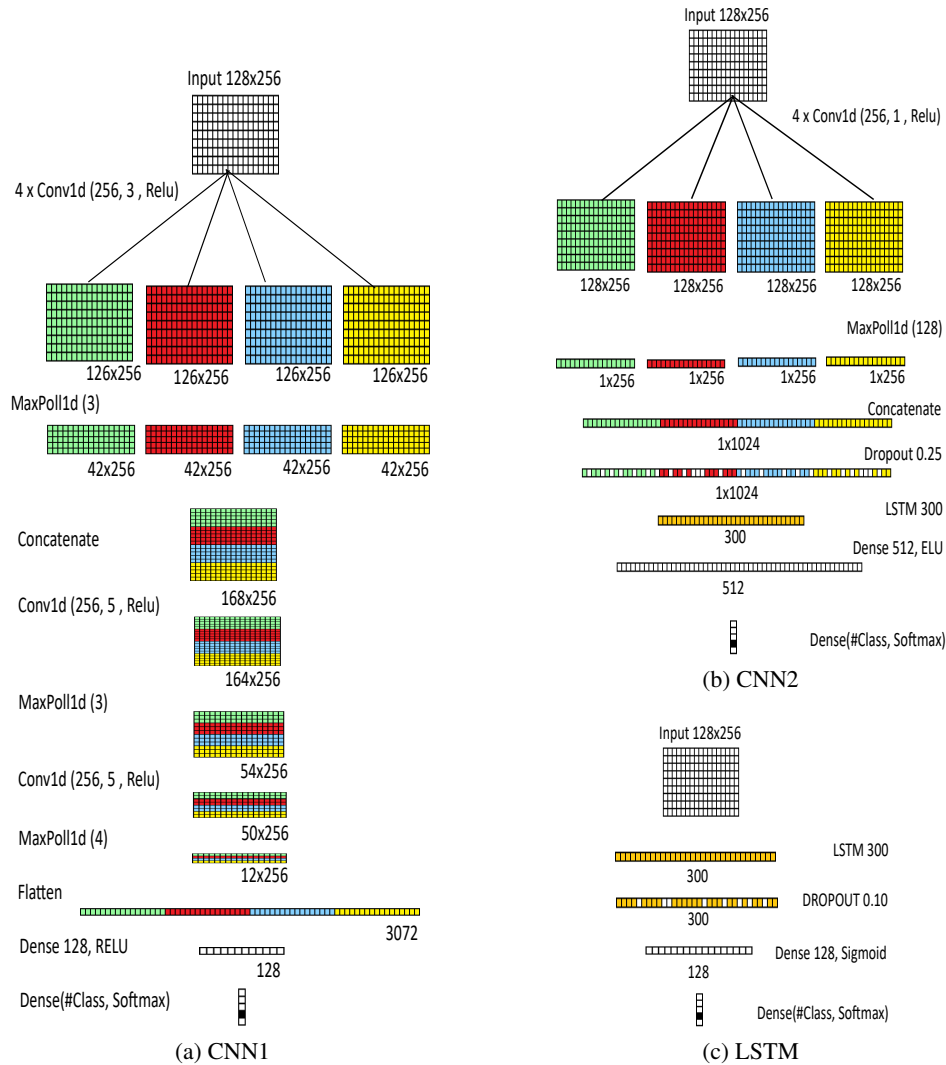 Input 128x256
4 x Conv1d (256, 3 , Relu)
126x256 126x256 126x256 126x256
MaxPoll1d (3)
42x256 42x256 42x256 42x256
Concatenate
168x256
Conv1d (256, 5 , Relu)
164x256
MaxPoll1d (3)
54x256
Conv1d (256, 5 , Relu)
50x256
MaxPoll1d (4)
12x256
Flatten
3072
Dense 128, RELU
128
Dense(#Class, Softmax)
(a) CNN1
Input 128x256
4 x Conv1d (256, 1 , Relu)
128x256 128x256 128x256 128x256
MaxPoll1d (128)
1x256 1x256 1x256 1x256
Concatenate
1x1024
Dropout 0.25
1x1024
LSTM 300
300
Dense 512, ELU
512
Dense(#Class, Softmax)
(b) CNN2
Input 128x256
LSTM 300
300
DROPOUT 0.10
300
Dense 128, Sigmoid
128
Dense(#Class, Softmax)
(c) LSTM